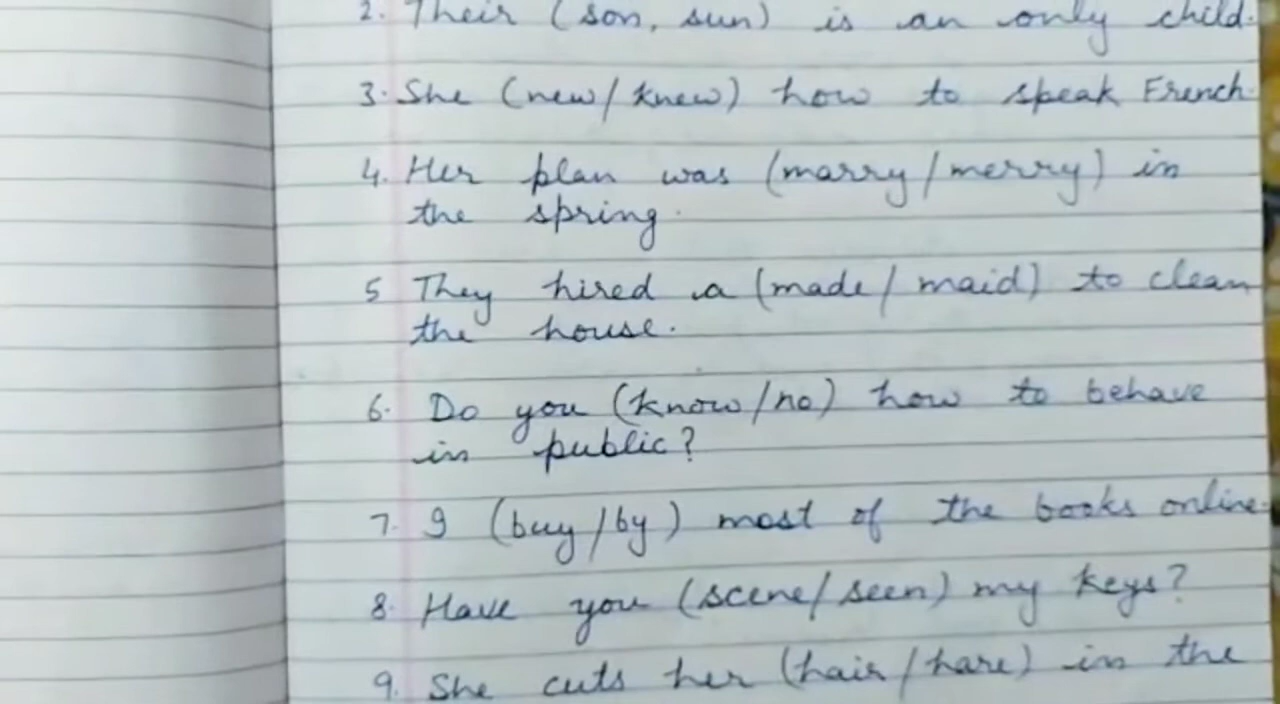 2. Their (son, sun) is an only child.
3. She (new/knew) how to speak French.
4. Her plan was (marry/merry) in
the spring.
5 They hired a (made/maid) to clean
the house.
6. Do you (know/no) how to behave
in public?
7. I (buy/by) most of the books online.
8. Have you (scene/seen) my keys?
9. She cuts her (hair/hare) in the